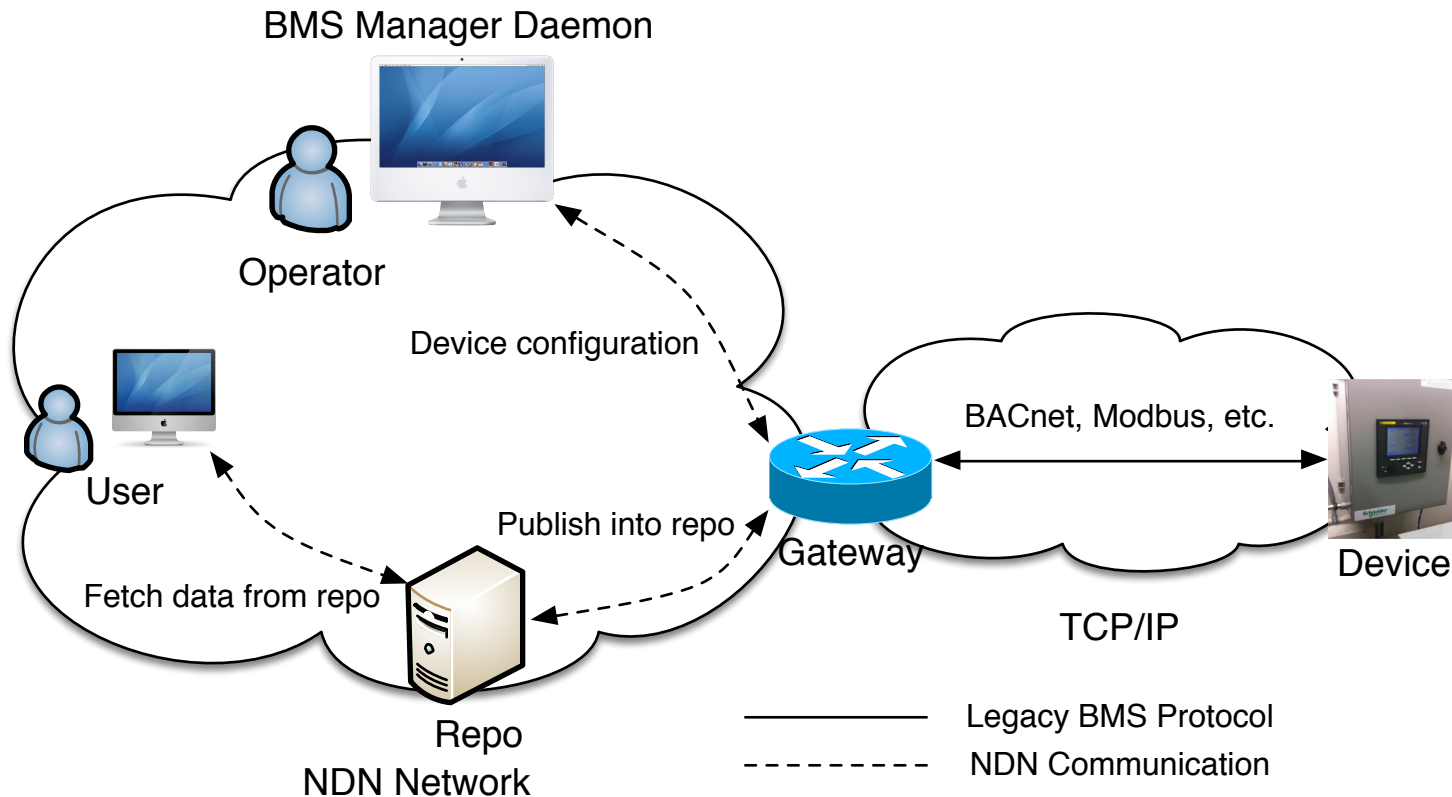 BMS Manager Daemon
Operator
Device configuration
User
BACnet, Modbus, etc.
Publish into repo
Gateway
Fetch data from repo
Schneider
Device
TCP/IP
Repo
NDN Network
Legacy BMS Protocol
NDN Communication